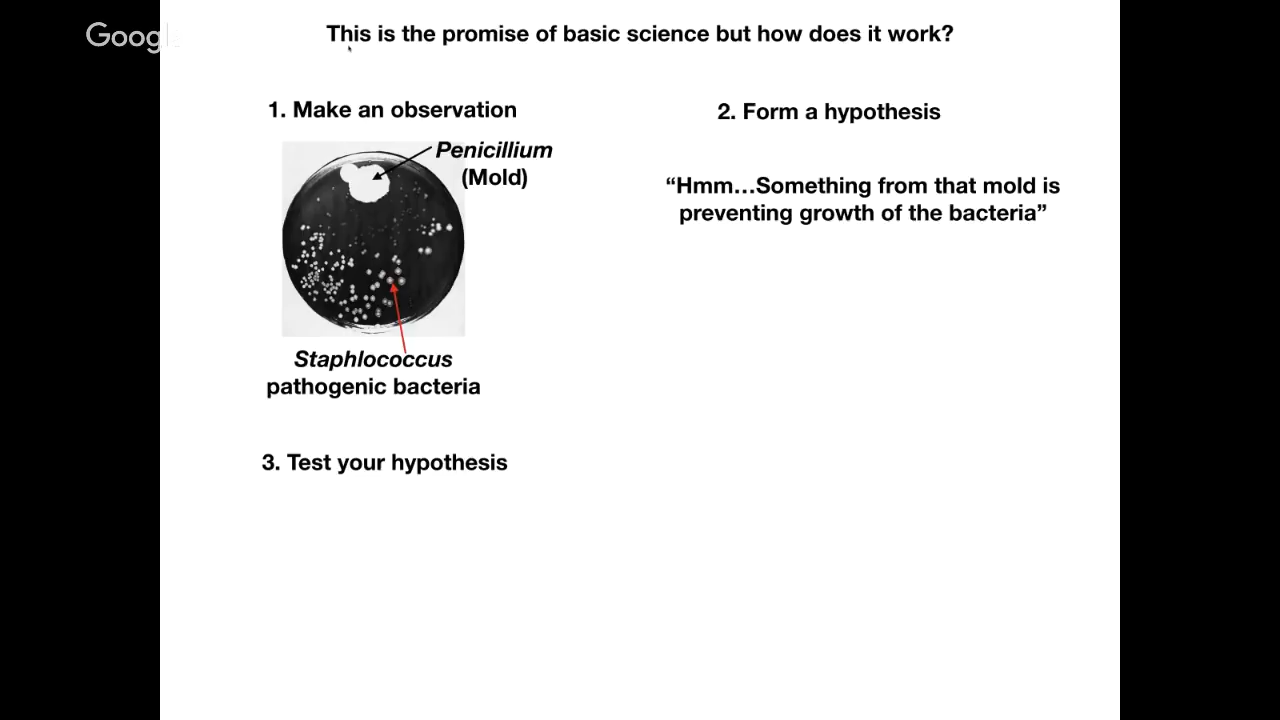 Google
This is the promise of basic science but how does it work?
1. Make an observation
Penicillium
(Mold)
Staphlococcus
pathogenic bacteria
2. Form a hypothesis
“Hmm...Something from that mold is
preventing growth of the bacteria”
3. Test your hypothesis